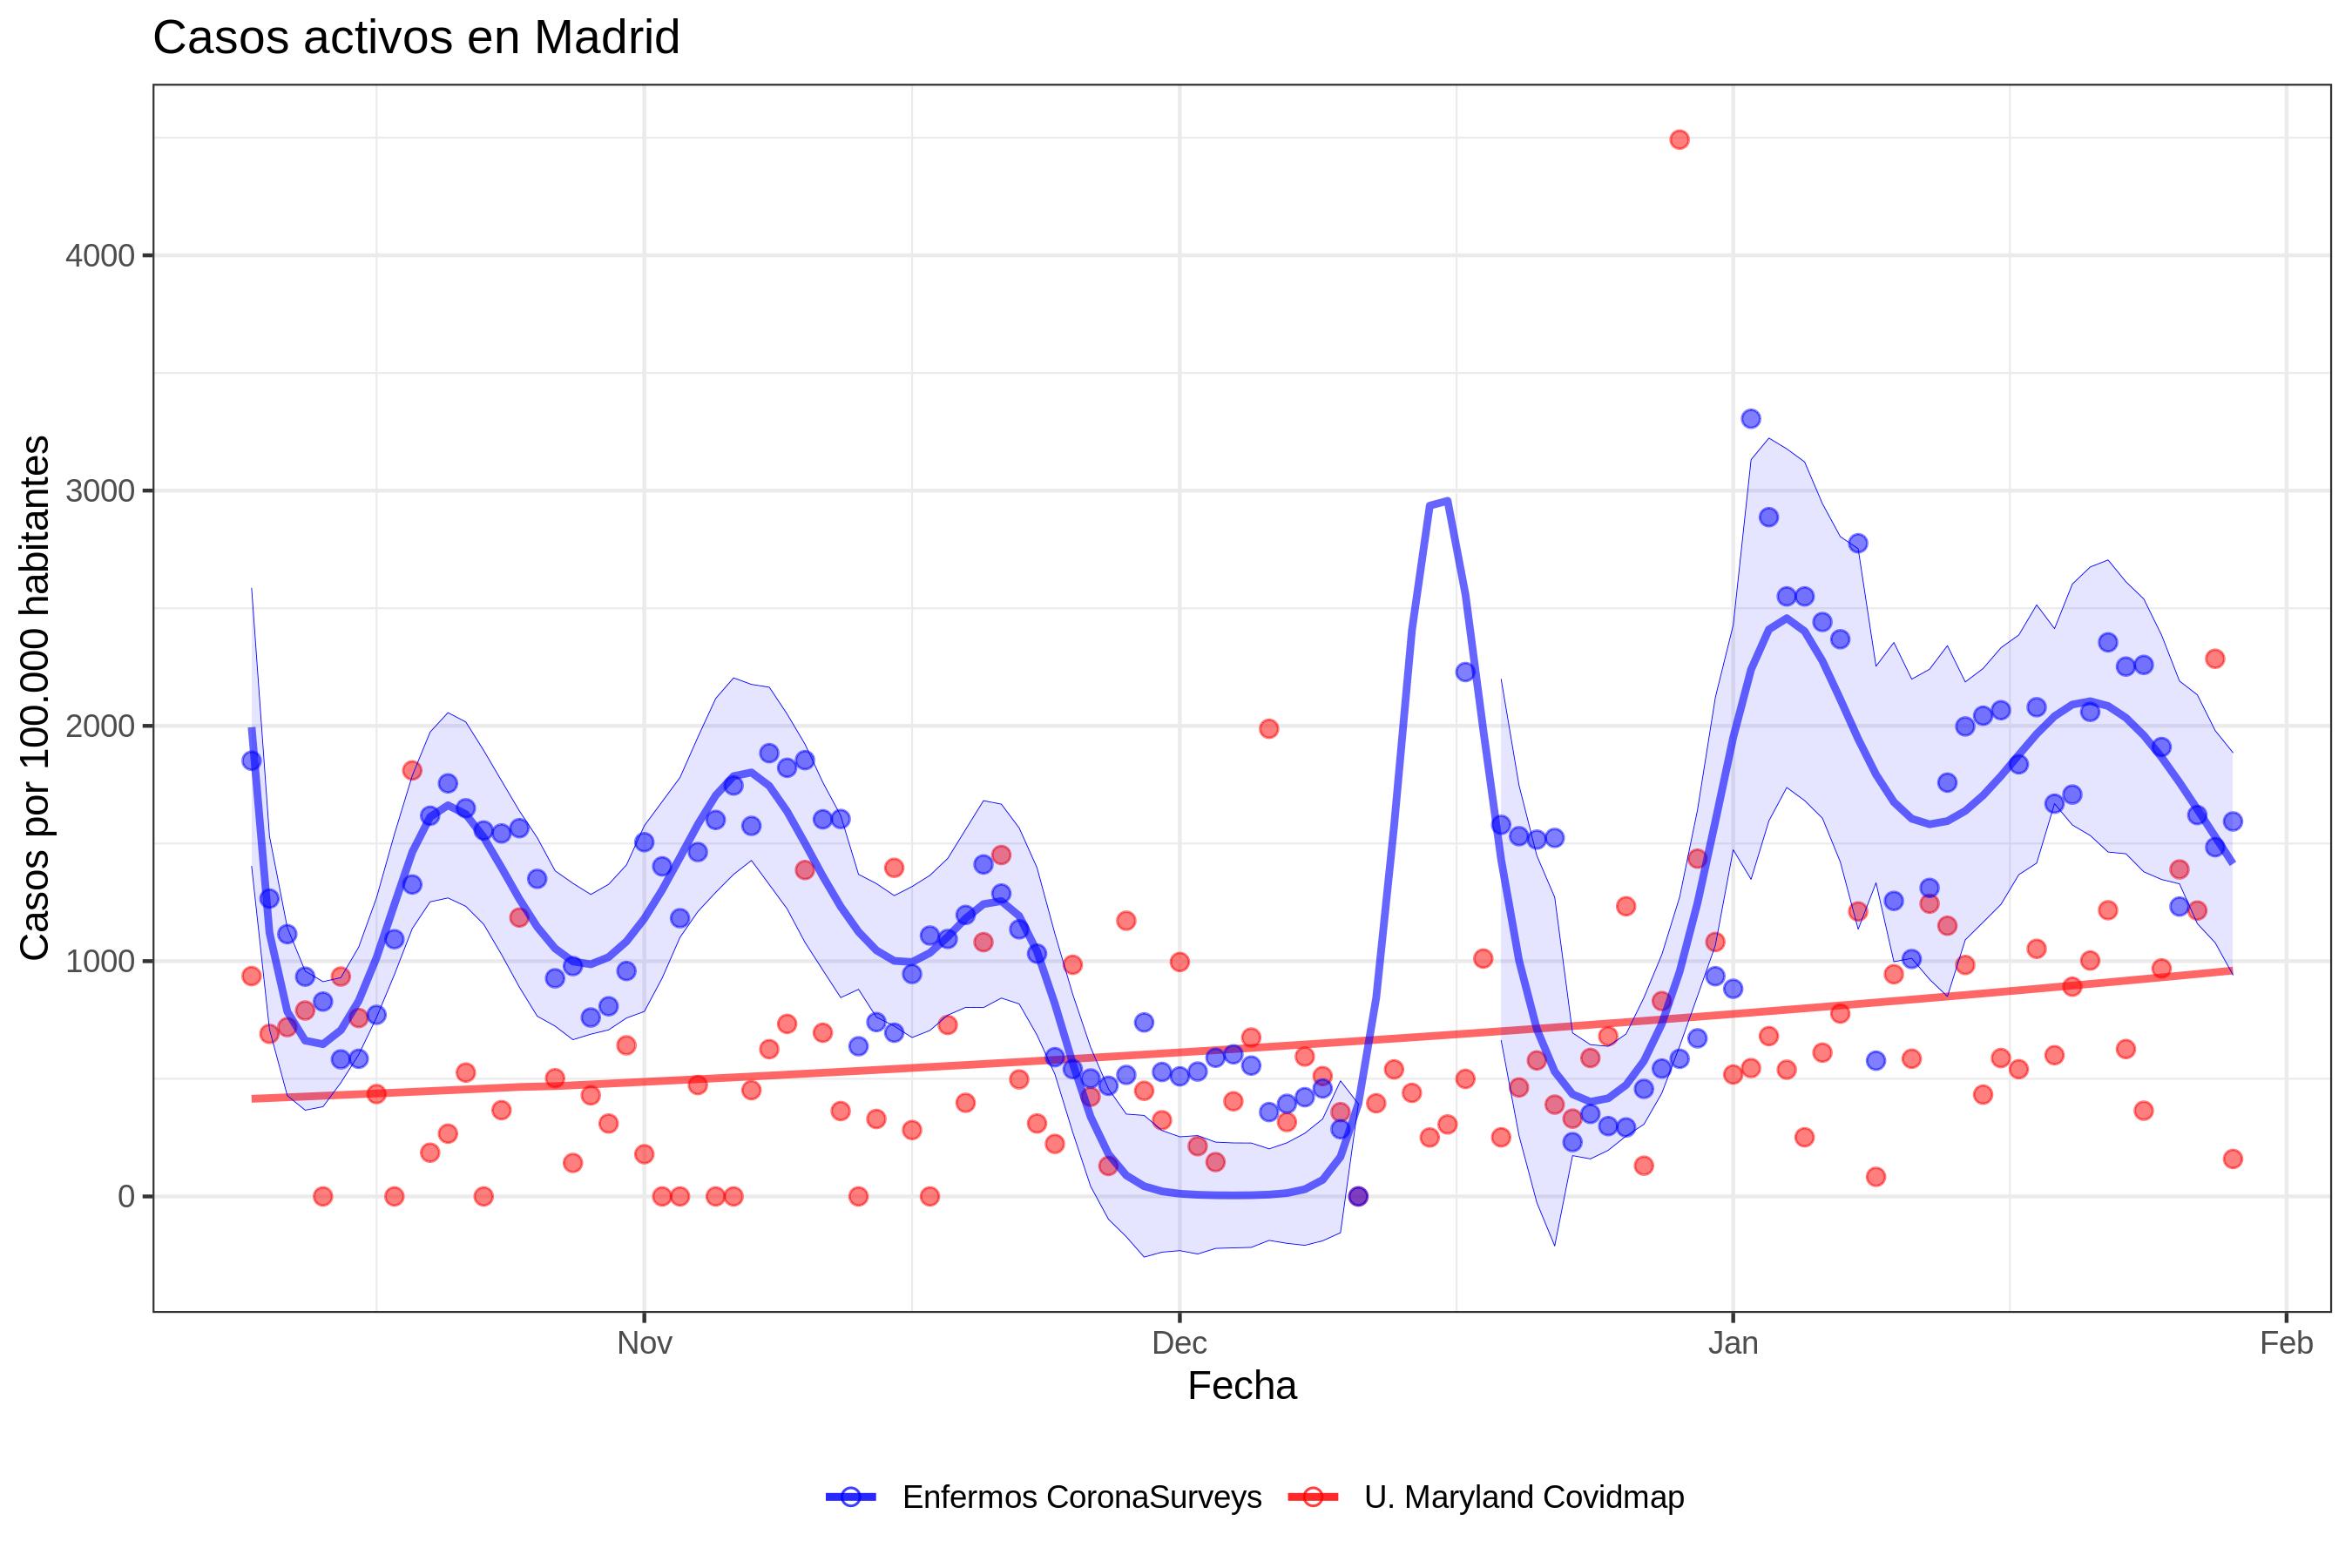 Casos activos en Madrid
Casos por 100.000 habitantes
4000
3000
2000
1000
0
Nov Dec Jan Feb
Fecha
Enfermos CoronaSurveys U. Maryland Covidmap